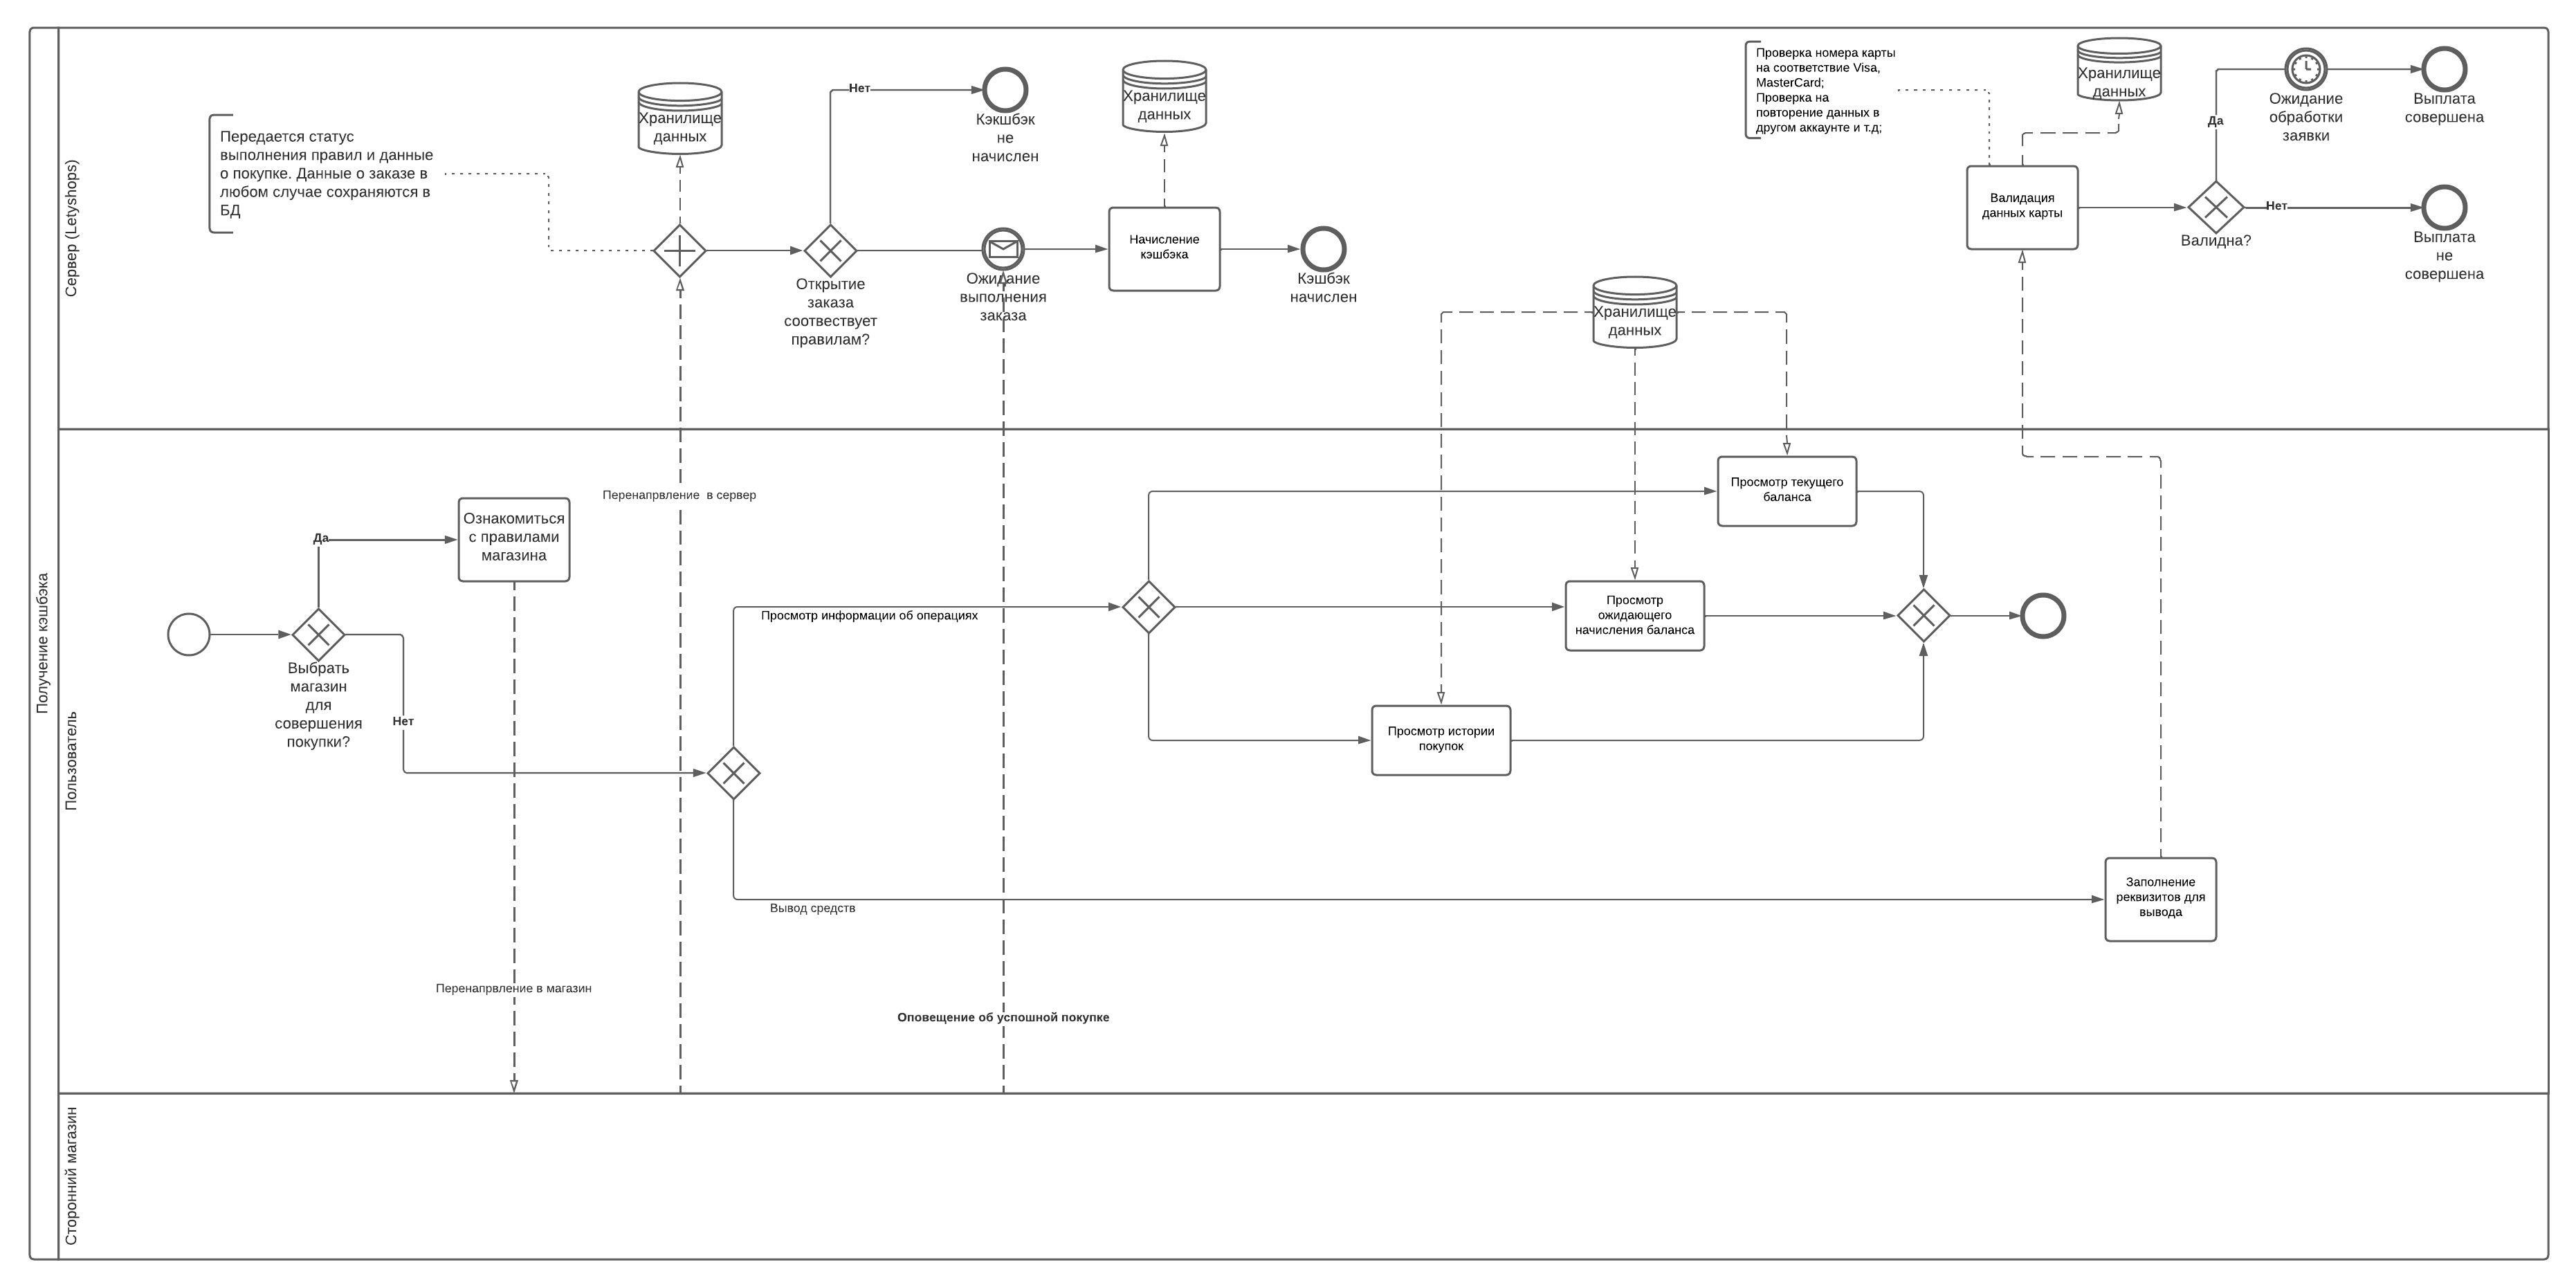 Получение кэшбэка
Сервер (Letyshops)
Передается статус
выполнения правил и данные
о покупке. Данные о заказе в
любом случае сохраняются в
БД
Хранилище
данных
Нет
Кэкшбэк
не
начислен
Открытие
заказа
соотвествует
правилам?
Ожидание
выполнения
заказа
Хранилище
данных
Начисление
кэшбэка
Кэшбэк
начислен
Хранилище
данных
Проверка номера карты
на соответствие Visa,
MasterCard;
Проверка на
повторение данных в
другом аккаунте и т.д;
Хранилище
данных
Валидация
данных карты
Валидна?
Да
Ожидание
обработки
заявки
Выплата
совершена
Нет
Выплата
не
совершена
Пользователь
Выбрать
магазин
для
совершения
покупки?
Да
Ознакомиться
с правилами
магазина
Нет
Перенапрвление в сервер
Просмотр информации об операциях
Просмотр текущего
баланса
Просмотр
ожидающего
начисления баланса
Просмотр истории
покупок
Вывод средств
Заполнение
реквизитов для
вывода
Перенапрвление в магазин
Оповещение об успошной покупке
Сторонний магазин